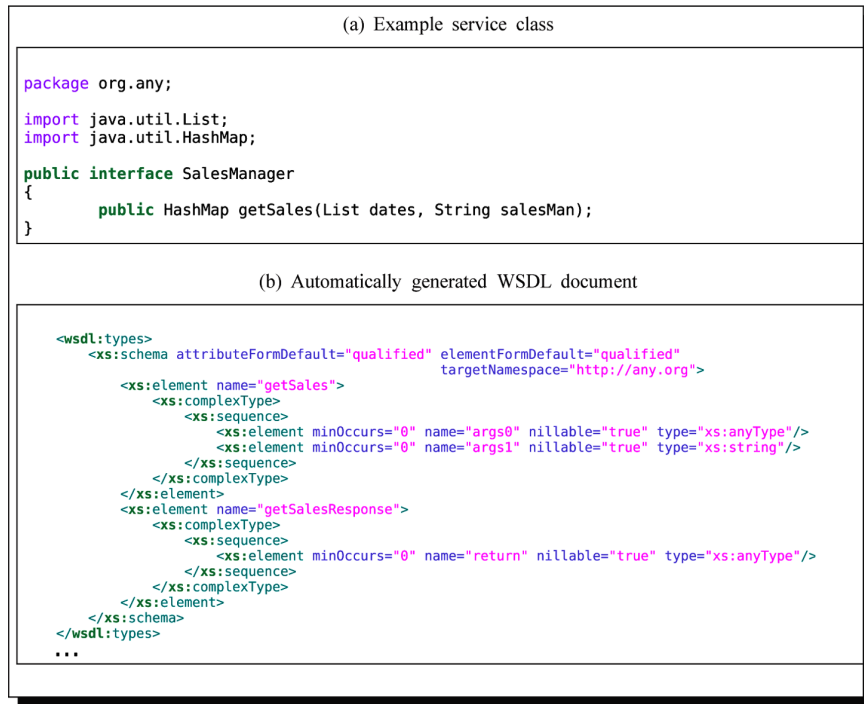 (a) Example service class
package org.any;
import java.util.List;
import java.util.HashMap;
public interface SalesManager
{
public HashMap getSales(List dates, String salesMan);
}
(b) Automatically generated WSDL document
<wsdl:types>
<xs:schema attributeFormDefault="qualified" elementFormDefault="qualified"
targetNamespace="http://any.org">
<xs:element name="getSales">
<xs:complexType>
<xs:sequence>
<xs:element minOccurs="0" name="args0" nillable="true" type="xs:anyType"/>
<xs:element minOccurs="0" name="args1" nillable="true" type="xs:string"/>
</xs:sequence>
</xs:complexType>
</xs:element>
<xs:element name="getSalesResponse">
<xs:complexType>
<xs:sequence>
<xs:element minOccurs="0" name="return" nillable="true" type="xs:anyType"/>
</xs:sequence>
</xs:complexType>
</xs:element>
</xs:schema>
</wsdl:types>
...